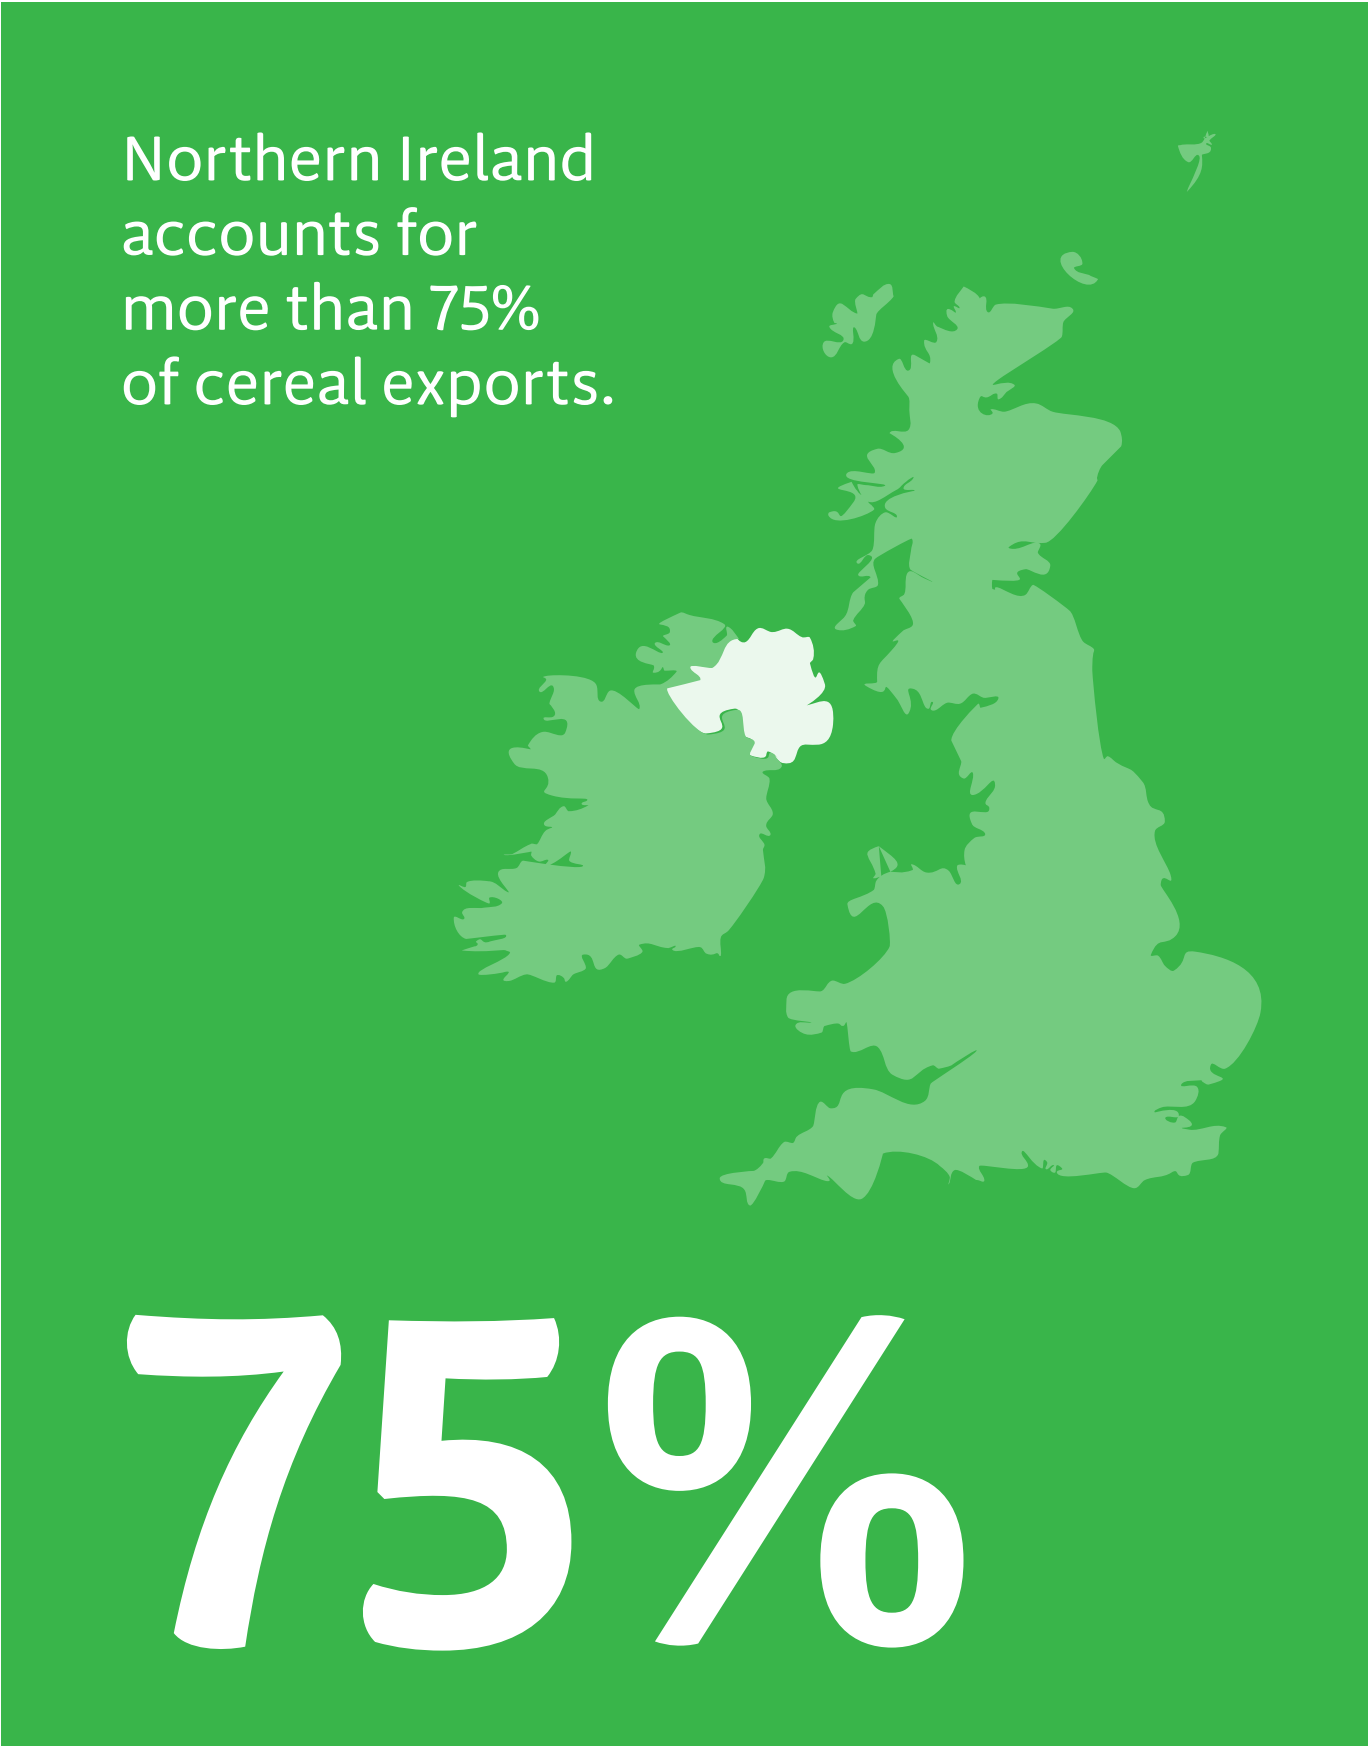 Northern Ireland
accounts for
more than 75%
of cereal exports.
75%